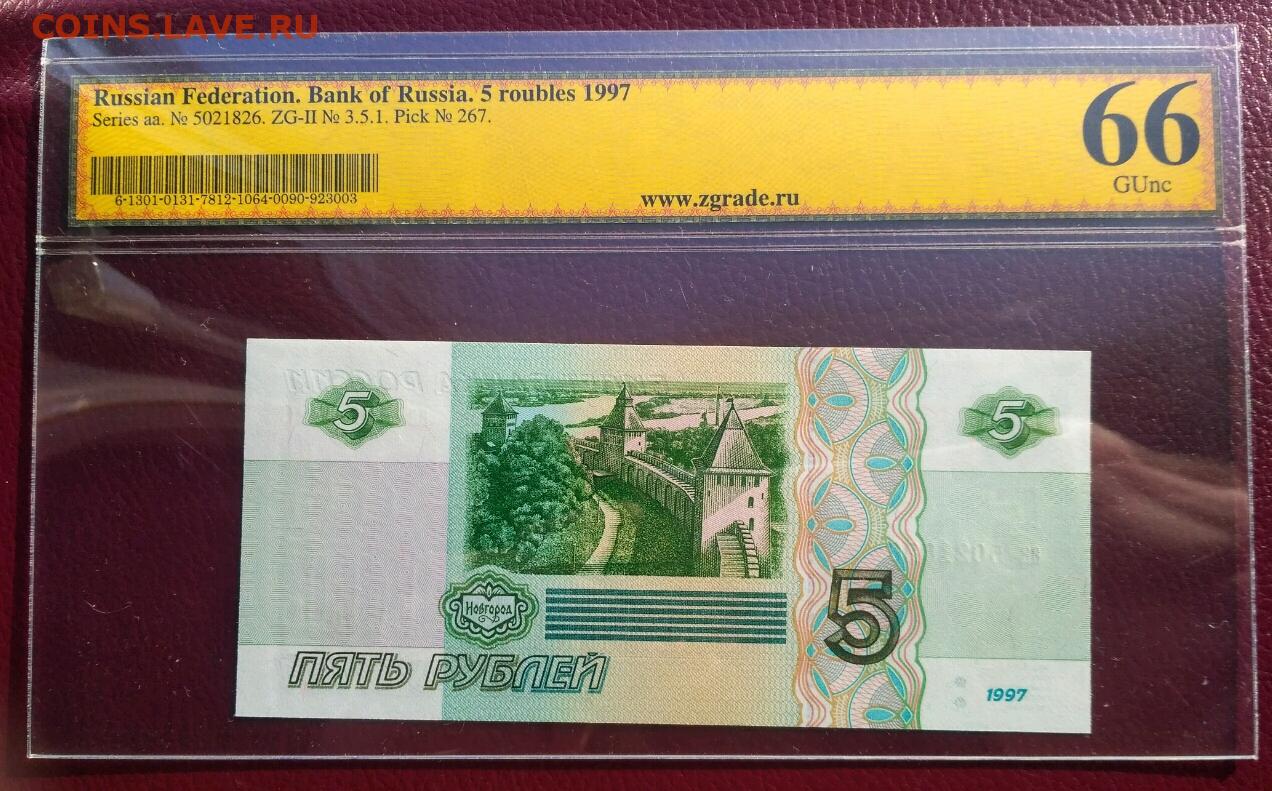 COINS.LAVE.RU
Russian Federation. Bank of Russia. 5 roubles 1997
Series aa. № 5021826. ZG-II № 3.5.1. Pick № 267.
66
GUnc
6-1301-0131-7812-1064-0090-923003
www.zgrade.ru
5
5
Новгород
5
ПЯТЬ РУБЛЕЙ
1997